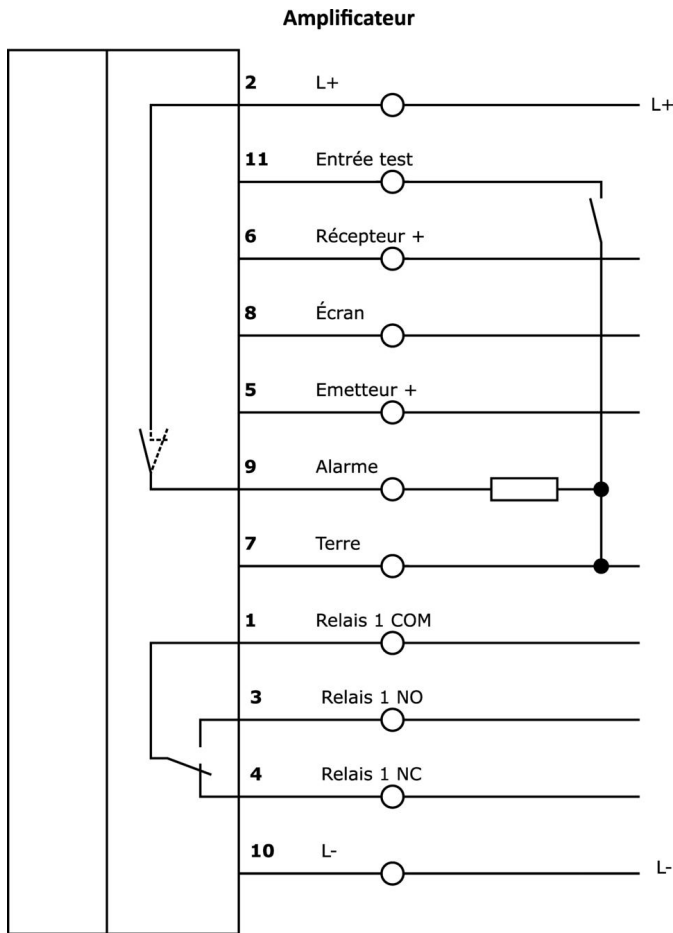 Amplificateur
2 L+
L+
11 Entrée test
6 Récepteur +
8 Écran
5 Emetteur +
9 Alarme
7 Terre
1 Relais 1 COM
3 Relais 1 NO
4 Relais 1 NC
10 L-
L-